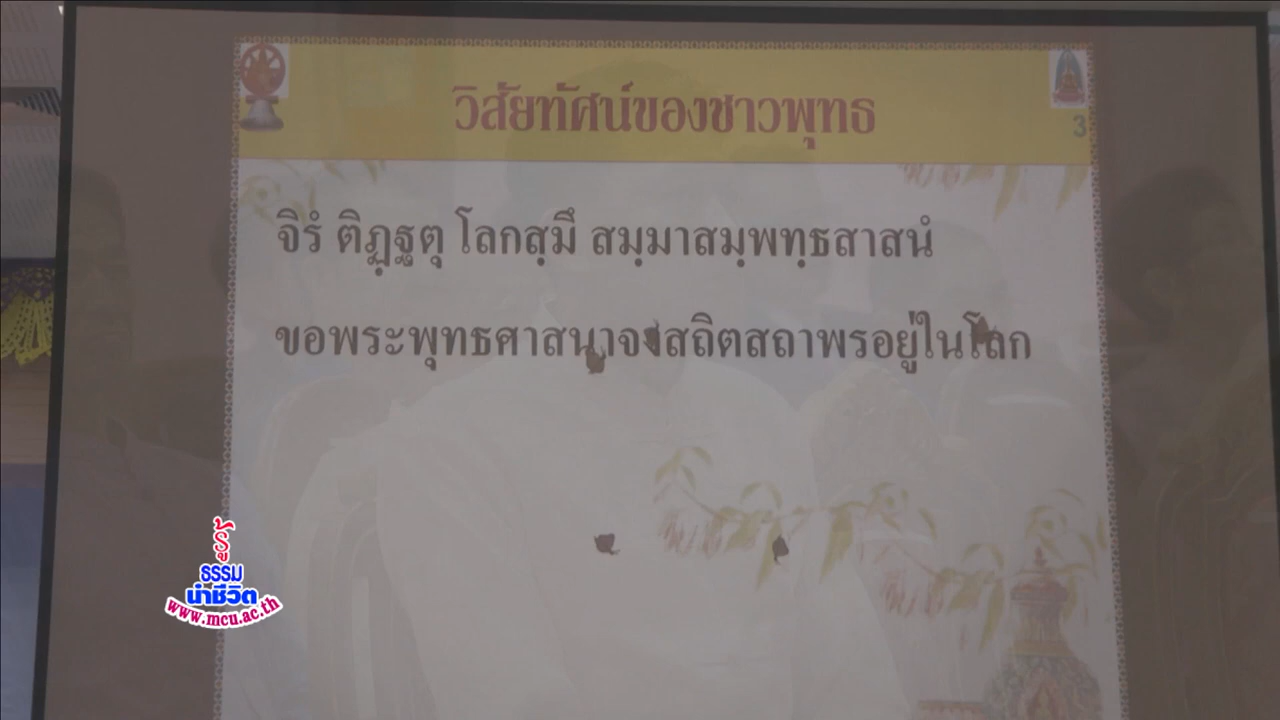 วิสัยทัศน์ของชาวพุทธ
3
จิรํ ติฏฺฐตุ โลกสฺมึ สมฺมาสมฺพทฺธสาสนํ
ขอพระพุทธศาสนาจงสถิตสถาพรอยู่ในโลก
รู้
ธรรม
นำชีวิต
www.mcu.ac.th